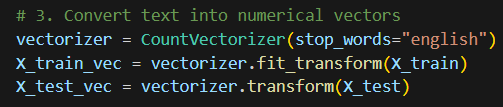 # 3. Convert text into numerical vectors
vectorizer = CountVectorizer(stop_words="english")
X_train_vec = vectorizer.fit_transform(X_train)
X_test_vec = vectorizer.transform(X_test)